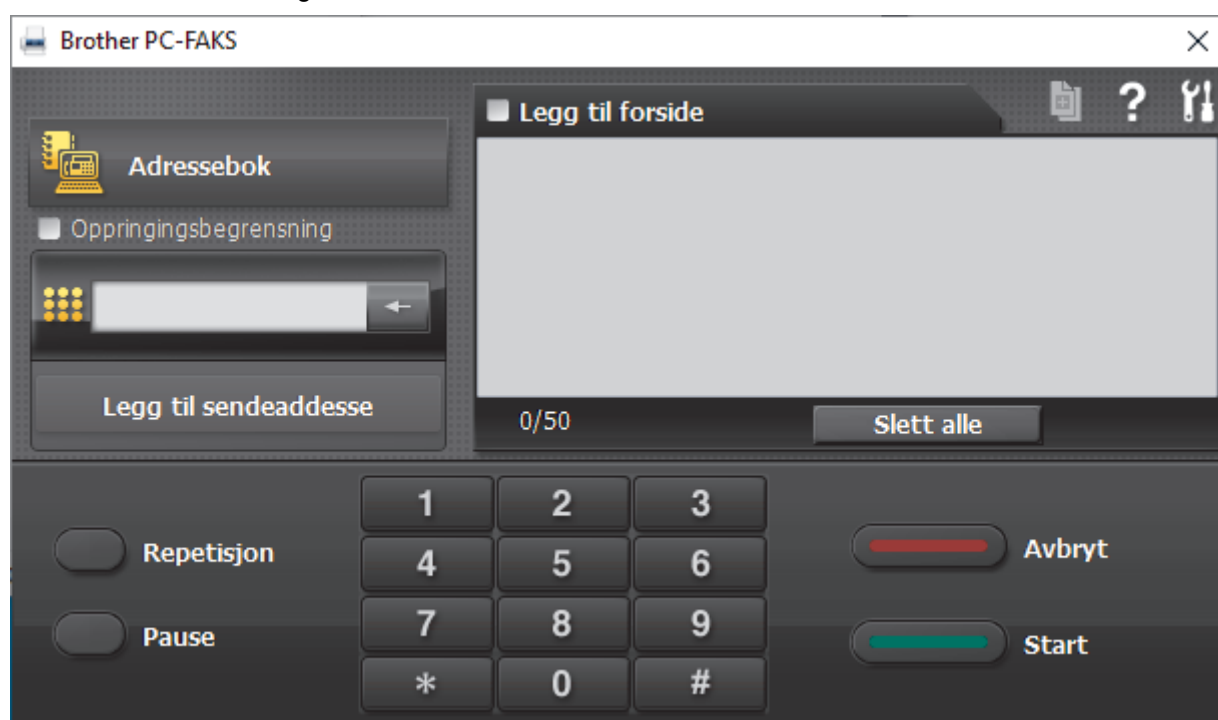 Brother PC-FAKS
Legg til forside
?
Adressebok
Oppringingsbegrensning
Legg til sendeaddesse
0/50
Slett alle
1 2 3
4 5 6
7 8 9
* 0 #
Repetisjon
Pause
Avbryt
Start